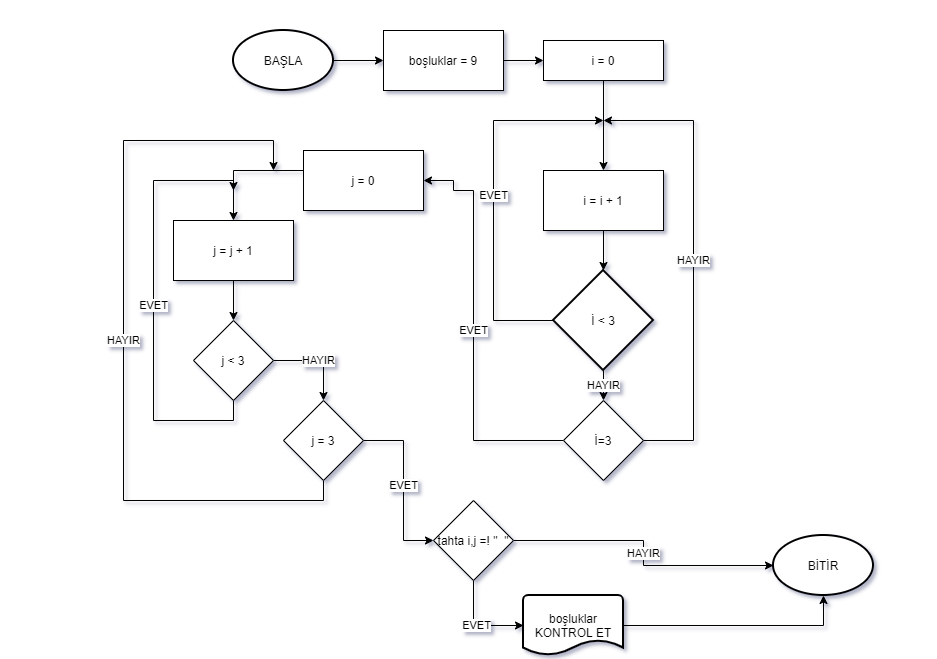 BAŞLA
boşluklar = 9
i = 0
j = 0
EVET
i = i + 1
j = j + 1
HAYIR
EVET
İ < 3
EVET
HAYIR
j < 3
HAYIR
HAYIR
j = 3
İ=3
EVET
tahta i,j =! " "
HAYIR
BİTİR
EVET
boşluklar
KONTROL ET